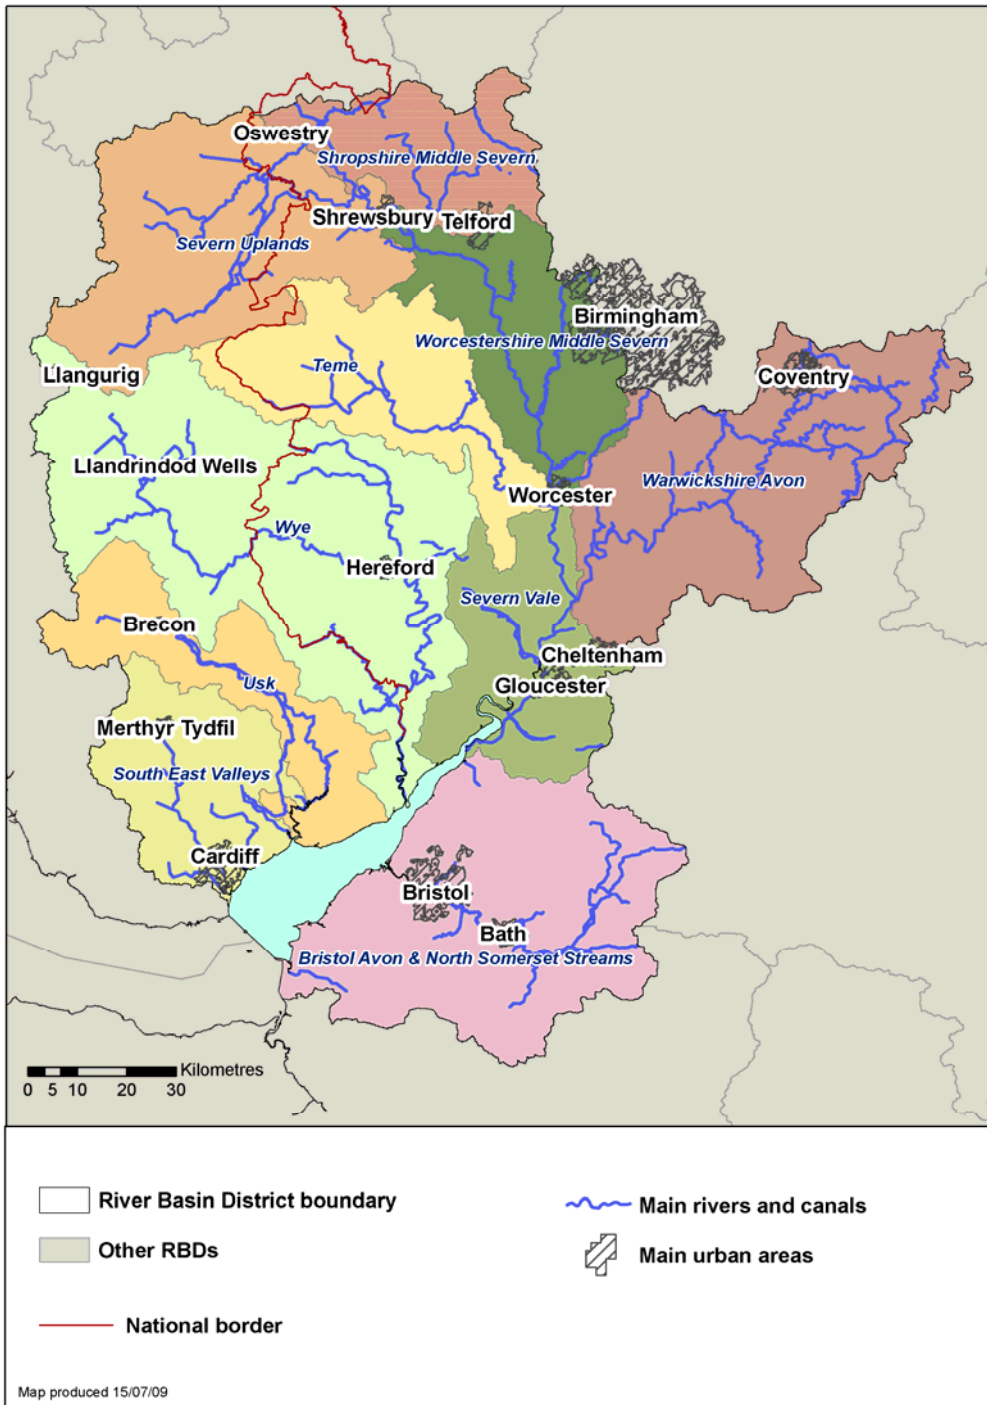 Oswestry
Shropshire Middle Severn
Shrewsbury
Telford
Severn Uplands
Birmingham
Worcestershire Middle Severn
Llangurig
Teme
Coventry
Llandrindod Wells
Worcester
Warwickshire Avon
Wye
Hereford
Severn Vale
Brecon
Cheltenham
Usk
Gloucester
Merthyr Tydfil
South East Valleys
Cardiff
Bristol
Bath
Bristol Avon & North Somerset Streams
Kilometres
0 5 10 20 30
River Basin District boundary
Main rivers and canals
Other RBDs
Main urban areas
National border
Map produced 15/07/09